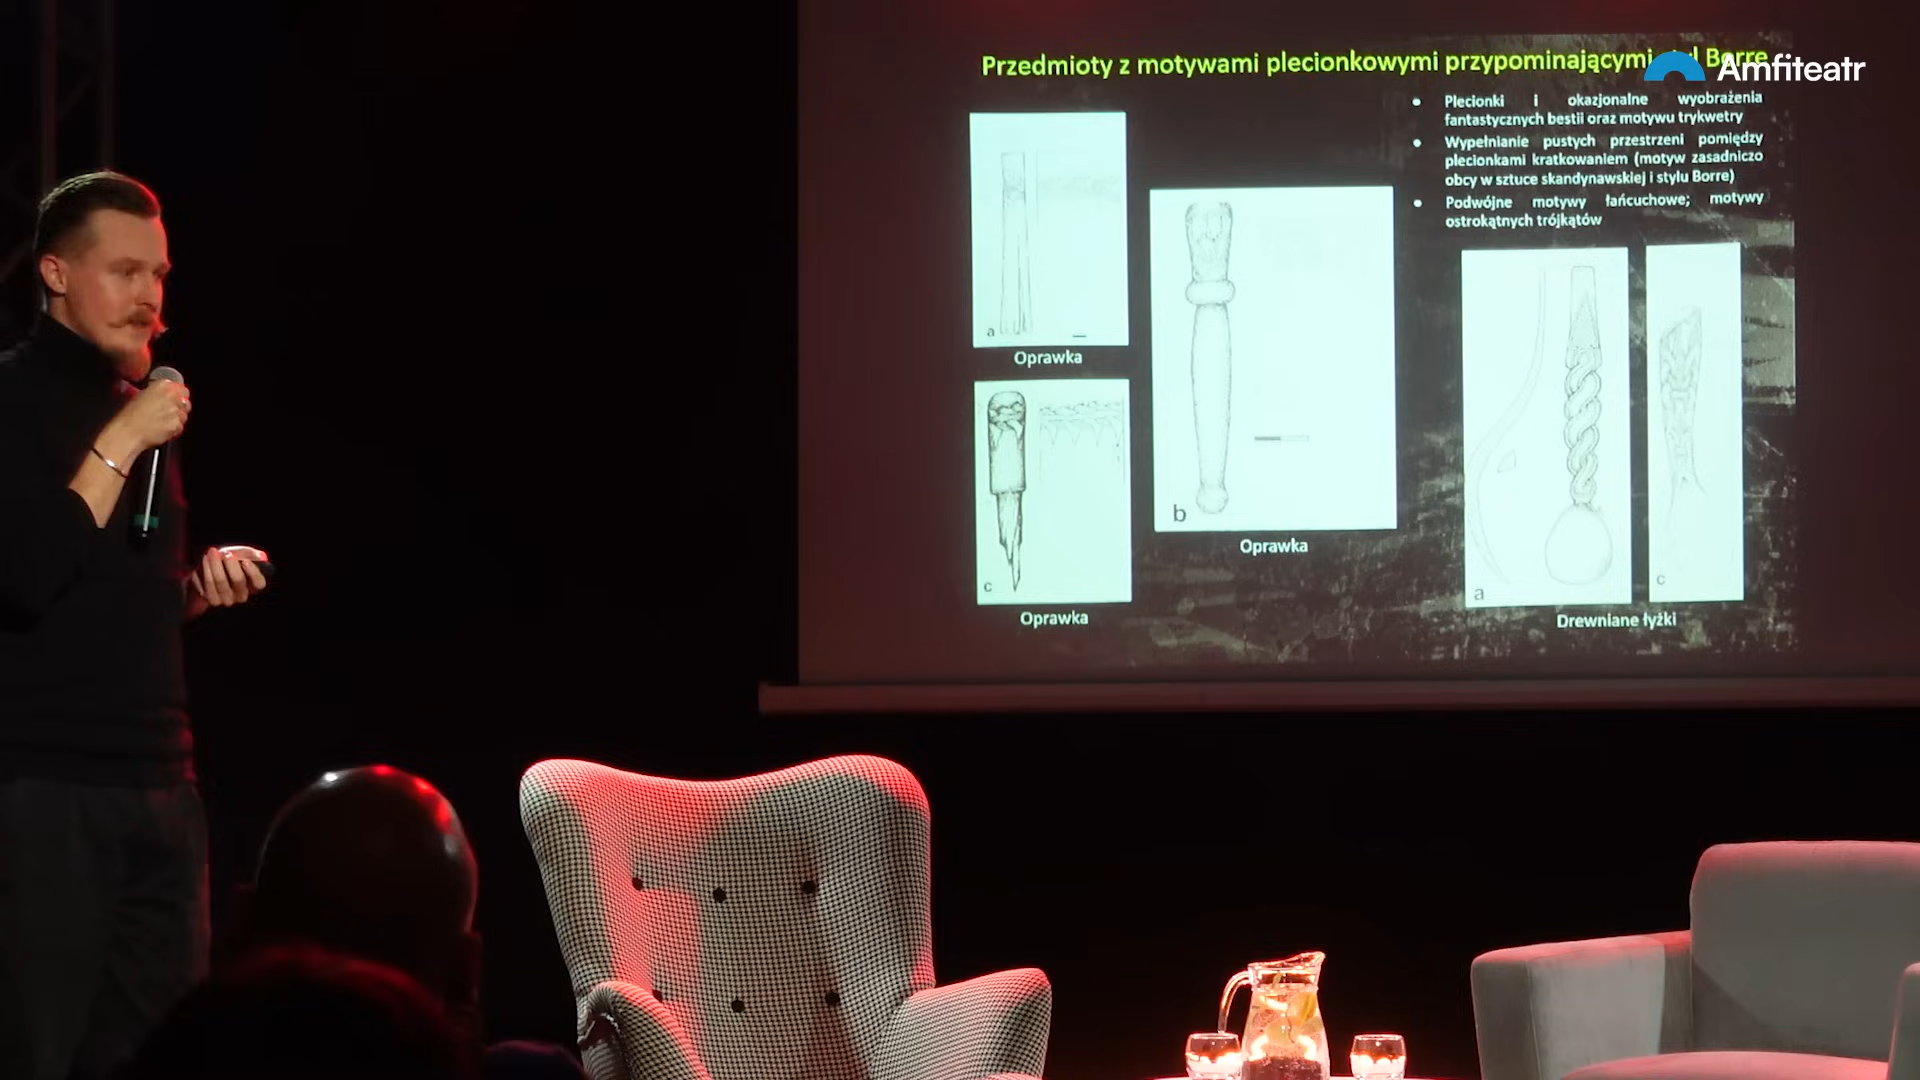 Przedmioty z motywami plecionkowymi przypominającymi Borre
Amfiteatr
• Plecionki i okazjonalne wyobrażenia
fantastycznych bestii oraz motywu trykwetry
• Wypełnianie pustych przestrzeni pomiędzy
plecionkami kratkowaniem (motyw zasadniczo
obcy w sztuce skandynawskiej i stylu Borre)
• Podwójne motywy łańcuchowe; motywy
ostrokątnych trójkątów
a
Oprawka
c
Oprawka
b
Oprawka
a
c
Drewniane łyżki